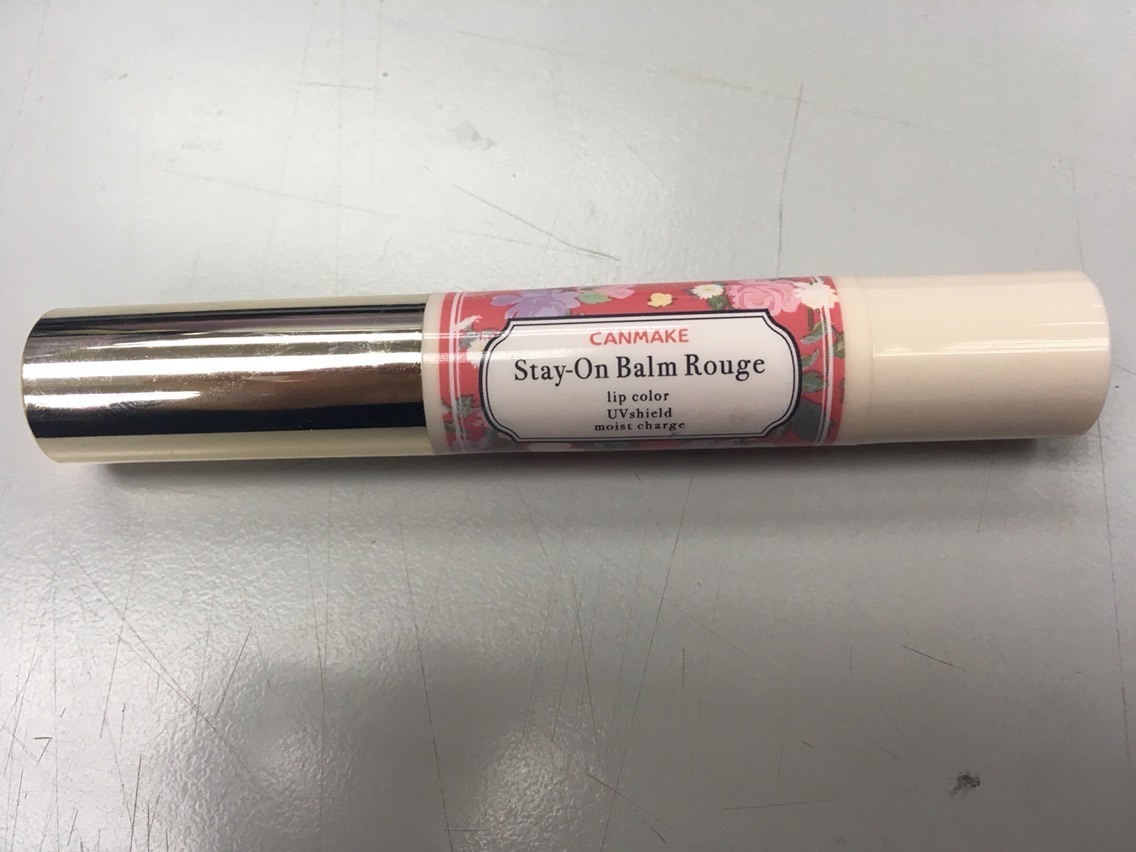 CANMAKE
Stay-On Balm Rouge
lip color
UVshield
moist charge